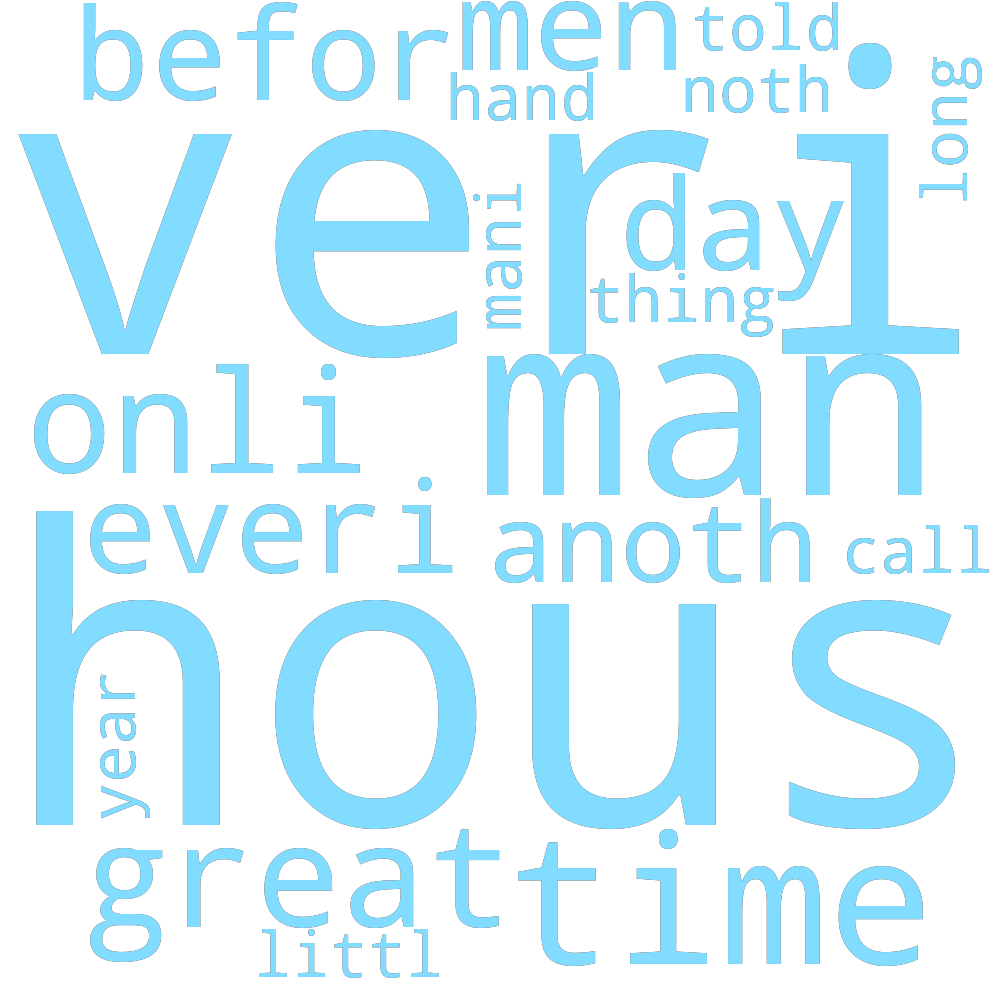 befor
men
told
hand
noth
long
veri
mani
day
thing
onli
man
everi
anoth
call
hous
year
great
time
littl